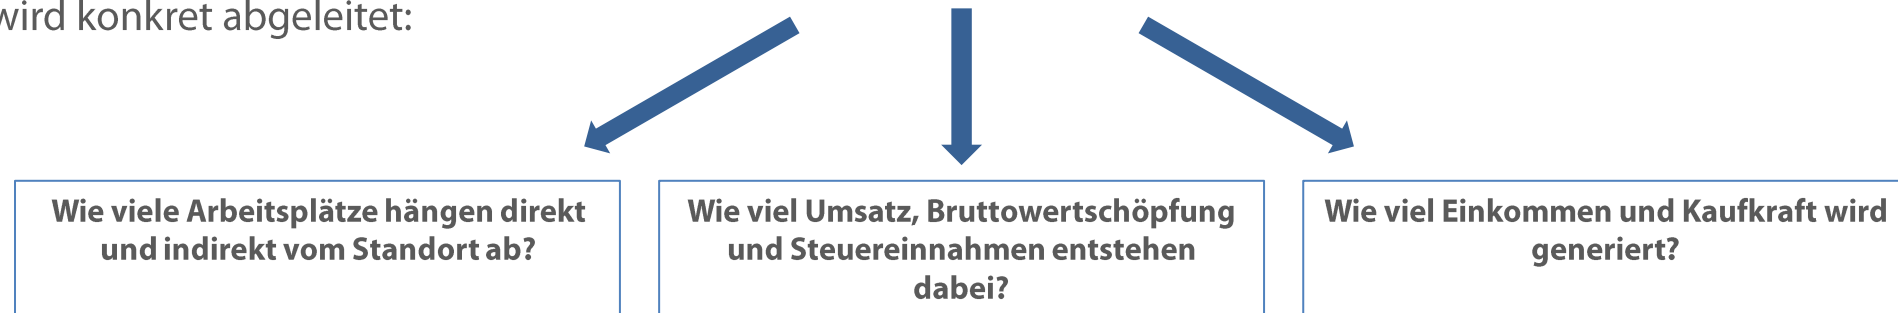 wird konkret abgeleitet:
Wie viele Arbeitsplätze hängen direkt
und indirekt vom Standort ab?
Wie viel Umsatz, Bruttowertschöpfung
und Steuereinnahmen entstehen
dabei?
Wie viel Einkommen und Kaufkraft wird
generiert?